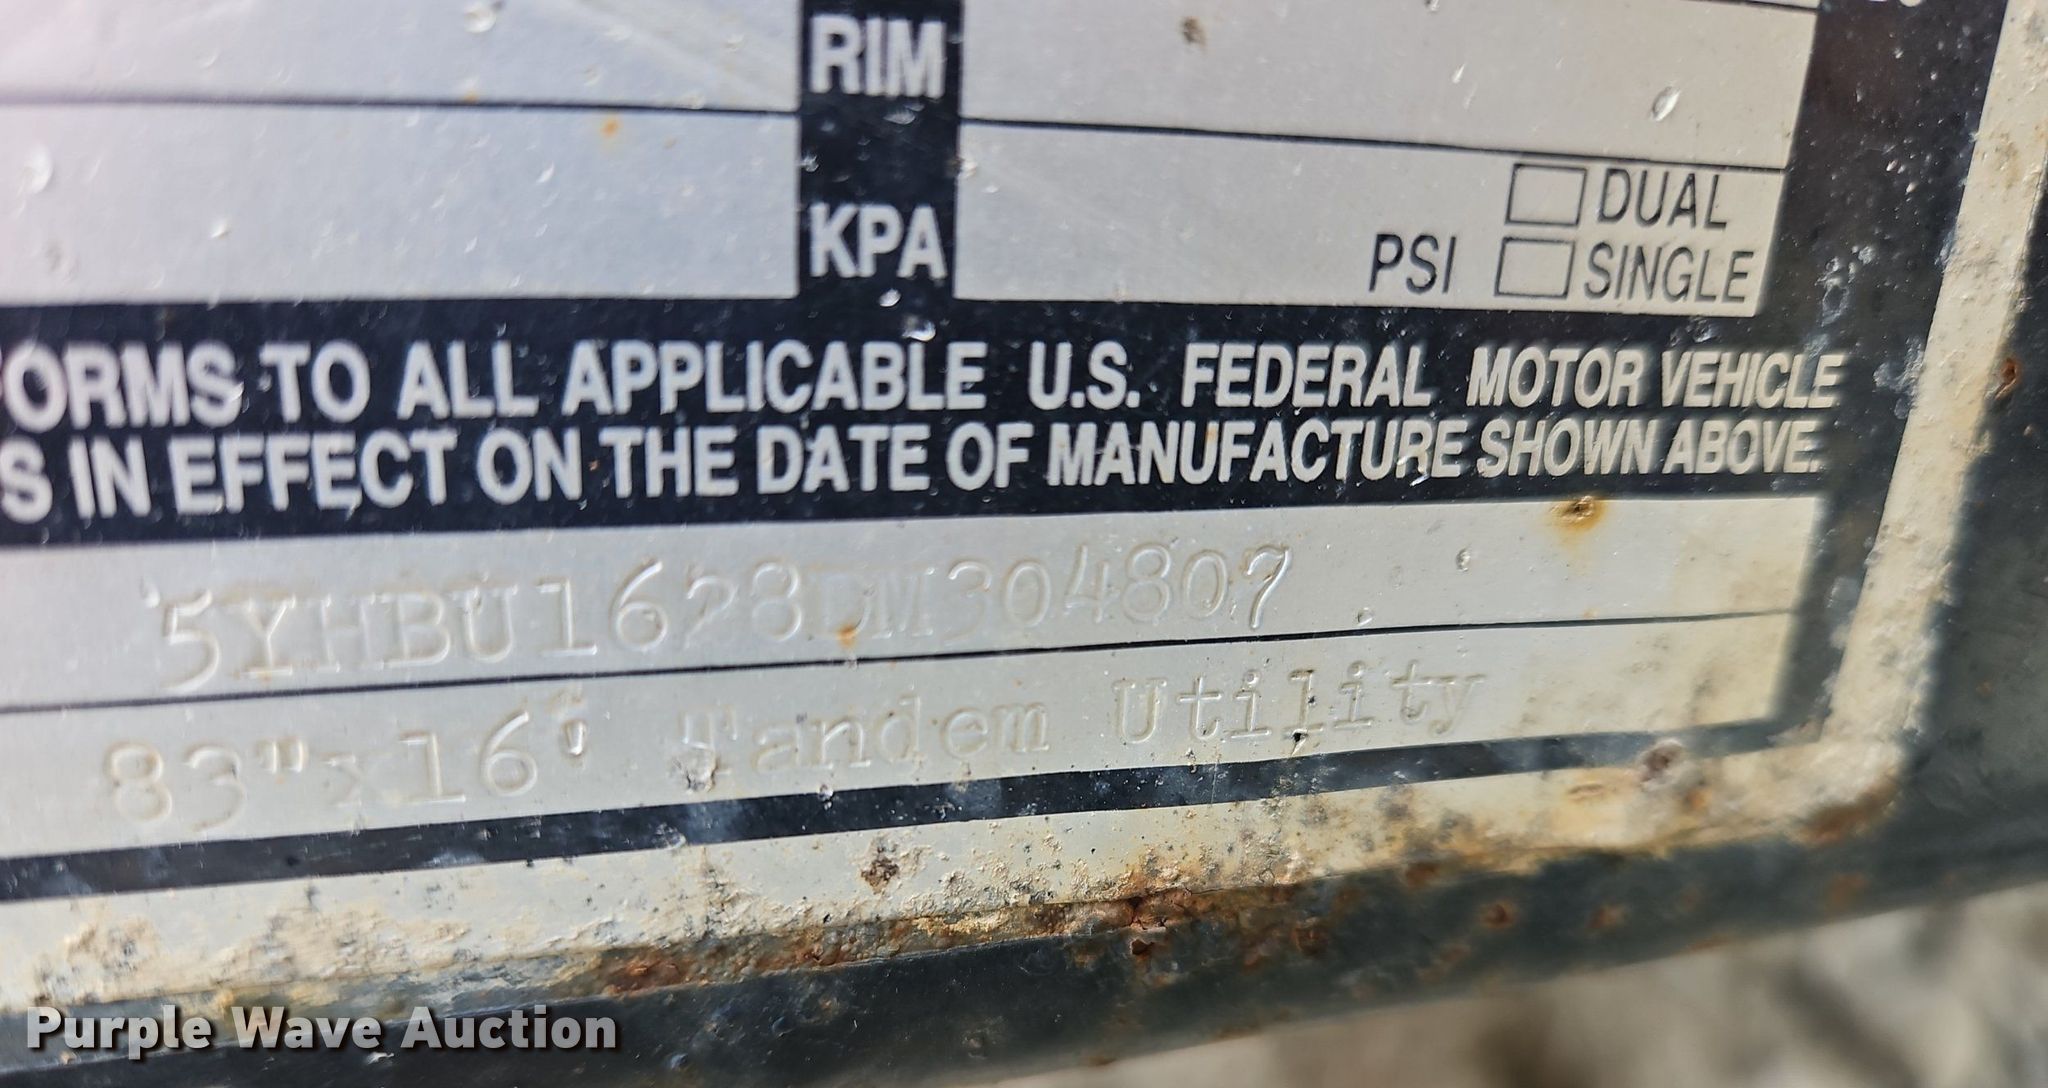 RIM
KPA
DUAL
PSI SINGLE
ORMS TO ALL APPLICABLE U.S. FEDERAL MOTOR VEHICLE
S IN EFFECT ON THE DATE OF MANUFACTURE SHOWN ABOVE.
5YHBU1628DM304807
83"x16' Tandem Utility
Purple Wave Auction